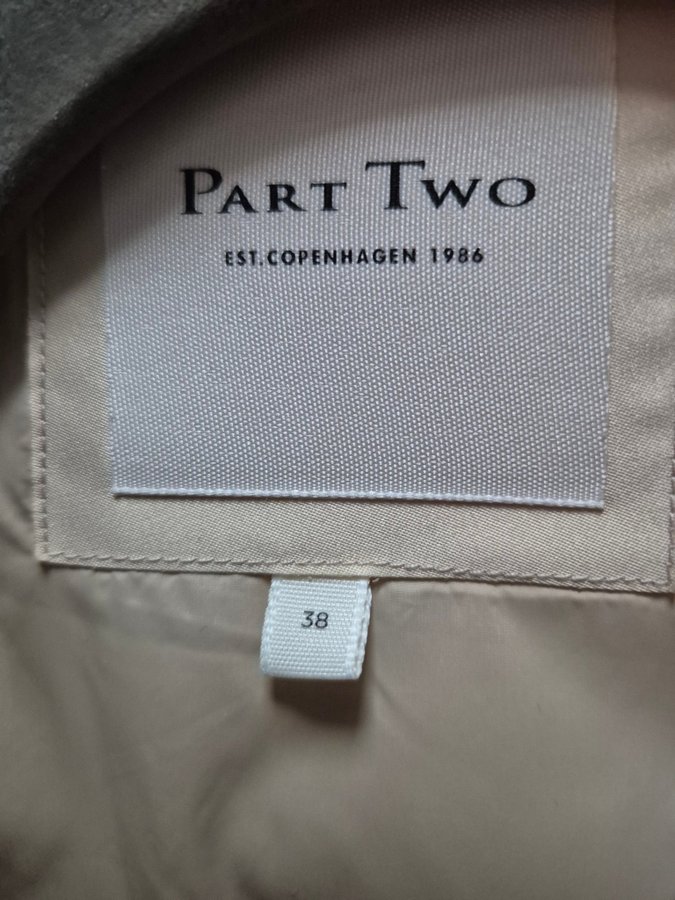 PART TWO
EST. COPENHAGEN 1986
38